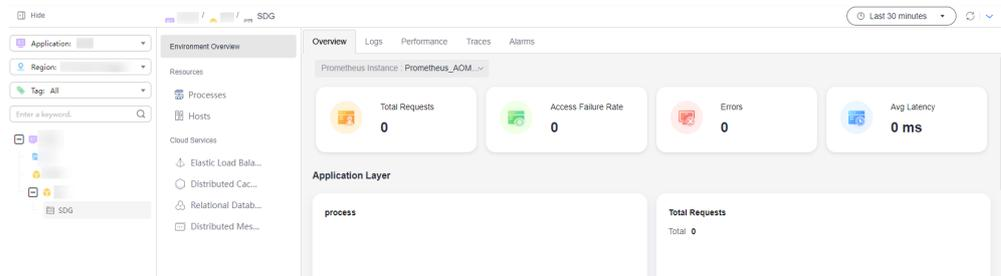 Hide
/ / SDG
Last 30 minutes
Application:
Region:
Tag: All
Enter a keyword.
SDG
Environment Overview
Resources
Processes
Hosts
Cloud Services
Elastic Load Bala...
Distributed Cac...
Relational Datab...
Distributed Mes...
Overview Logs Performance Traces Alarms
Prometheus Instance : Prometheus_AOM...
Total Requests
0
Access Failure Rate
0
Errors
0
Avg Latency
0 ms
Application Layer
process
Total Requests
Total 0